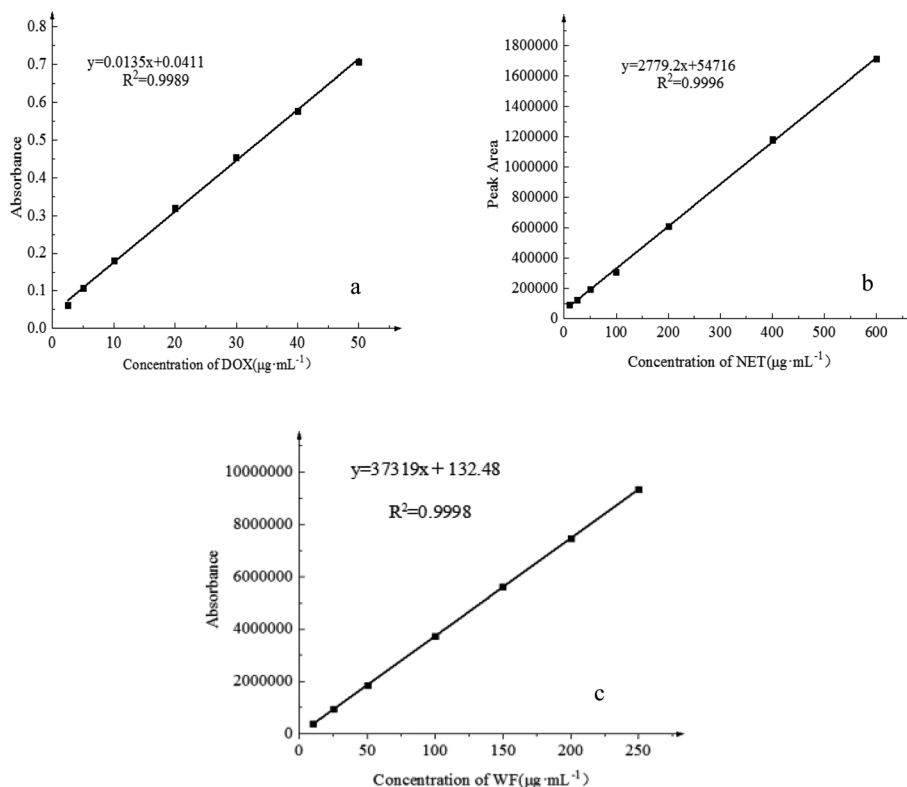 y=0.0135x+0.0411
R²=0.9989
Absorbance
0.8
0.7
0.6
0.5
0.4
0.3
0.2
0.1
0.0
0 10 20 30 40 50
Concentration of DOX(μg·mL⁻¹)
a
y=2779.2x+54716
R²=0.9996
Peak Area
1800000
1600000
1400000
1200000
1000000
800000
600000
400000
200000
0
0 100 200 300 400 500 600
Concentration of NET(μg·mL⁻¹)
b
y=37319x+132.48
R²=0.9998
Absorbance
10000000
8000000
6000000
4000000
2000000
0
0 50 100 150 200 250
Concentration of WF(μg·mL⁻¹)
c